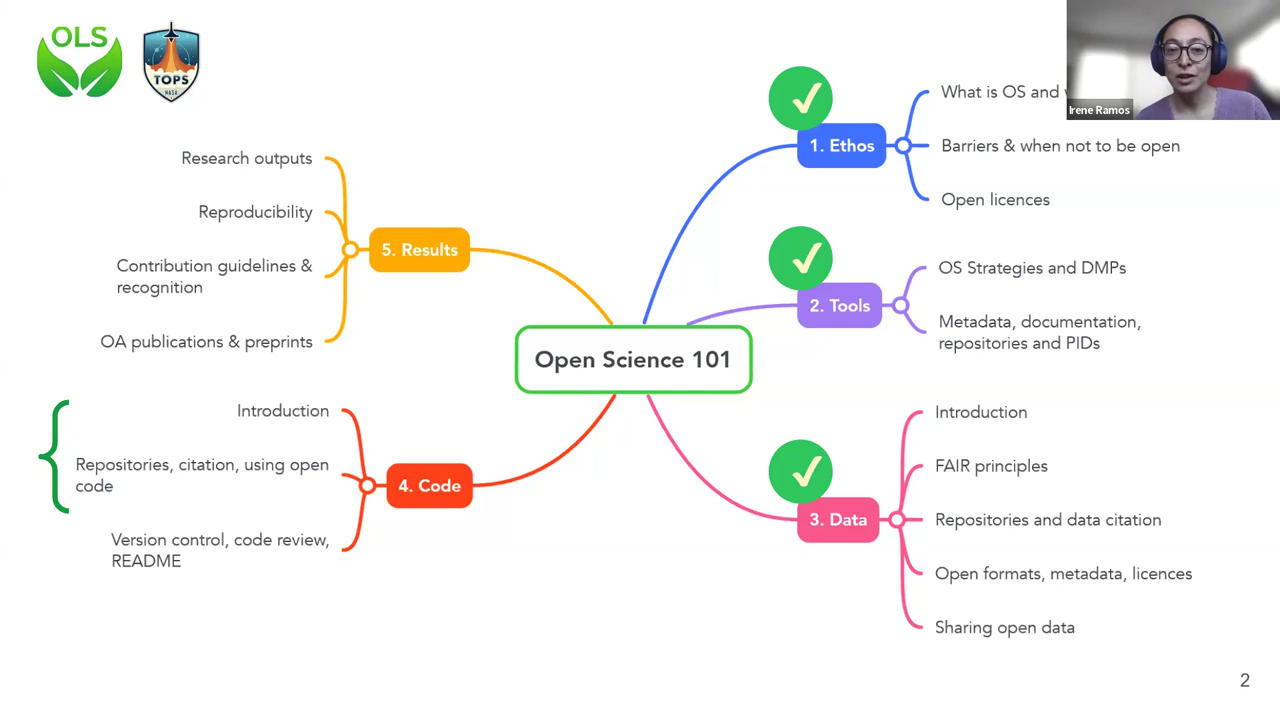 OLS
TOPS
NASA
Irene Ramos
Open Science 101
1. Ethos
What is OS and
Barriers & when not to be open
Open licences
2. Tools
OS Strategies and DMPs
Metadata, documentation,
repositories and PIDs
3. Data
Introduction
FAIR principles
Repositories and data citation
Open formats, metadata, licences
Sharing open data
4. Code
Introduction
Repositories, citation, using open
code
Version control, code review,
README
5. Results
Research outputs
Reproducibility
Contribution guidelines &
recognition
OA publications & preprints
2